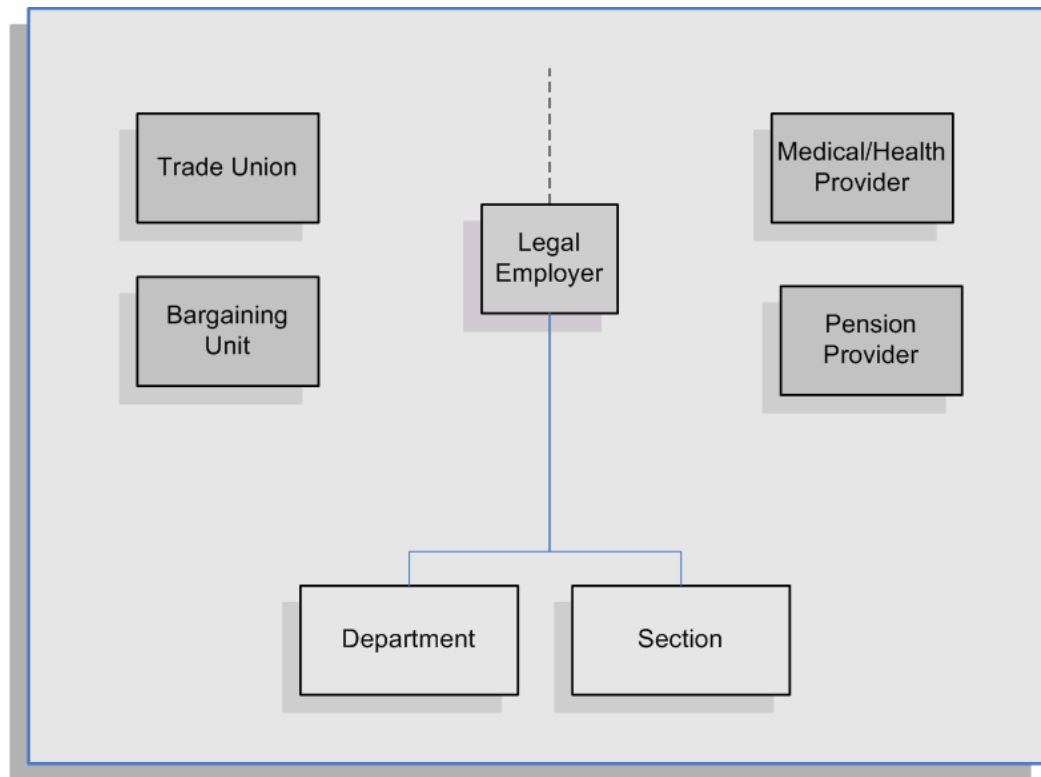 Trade Union
Medical/Health
Provider
Legal
Employer
Bargaining
Unit
Pension
Provider
Department
Section